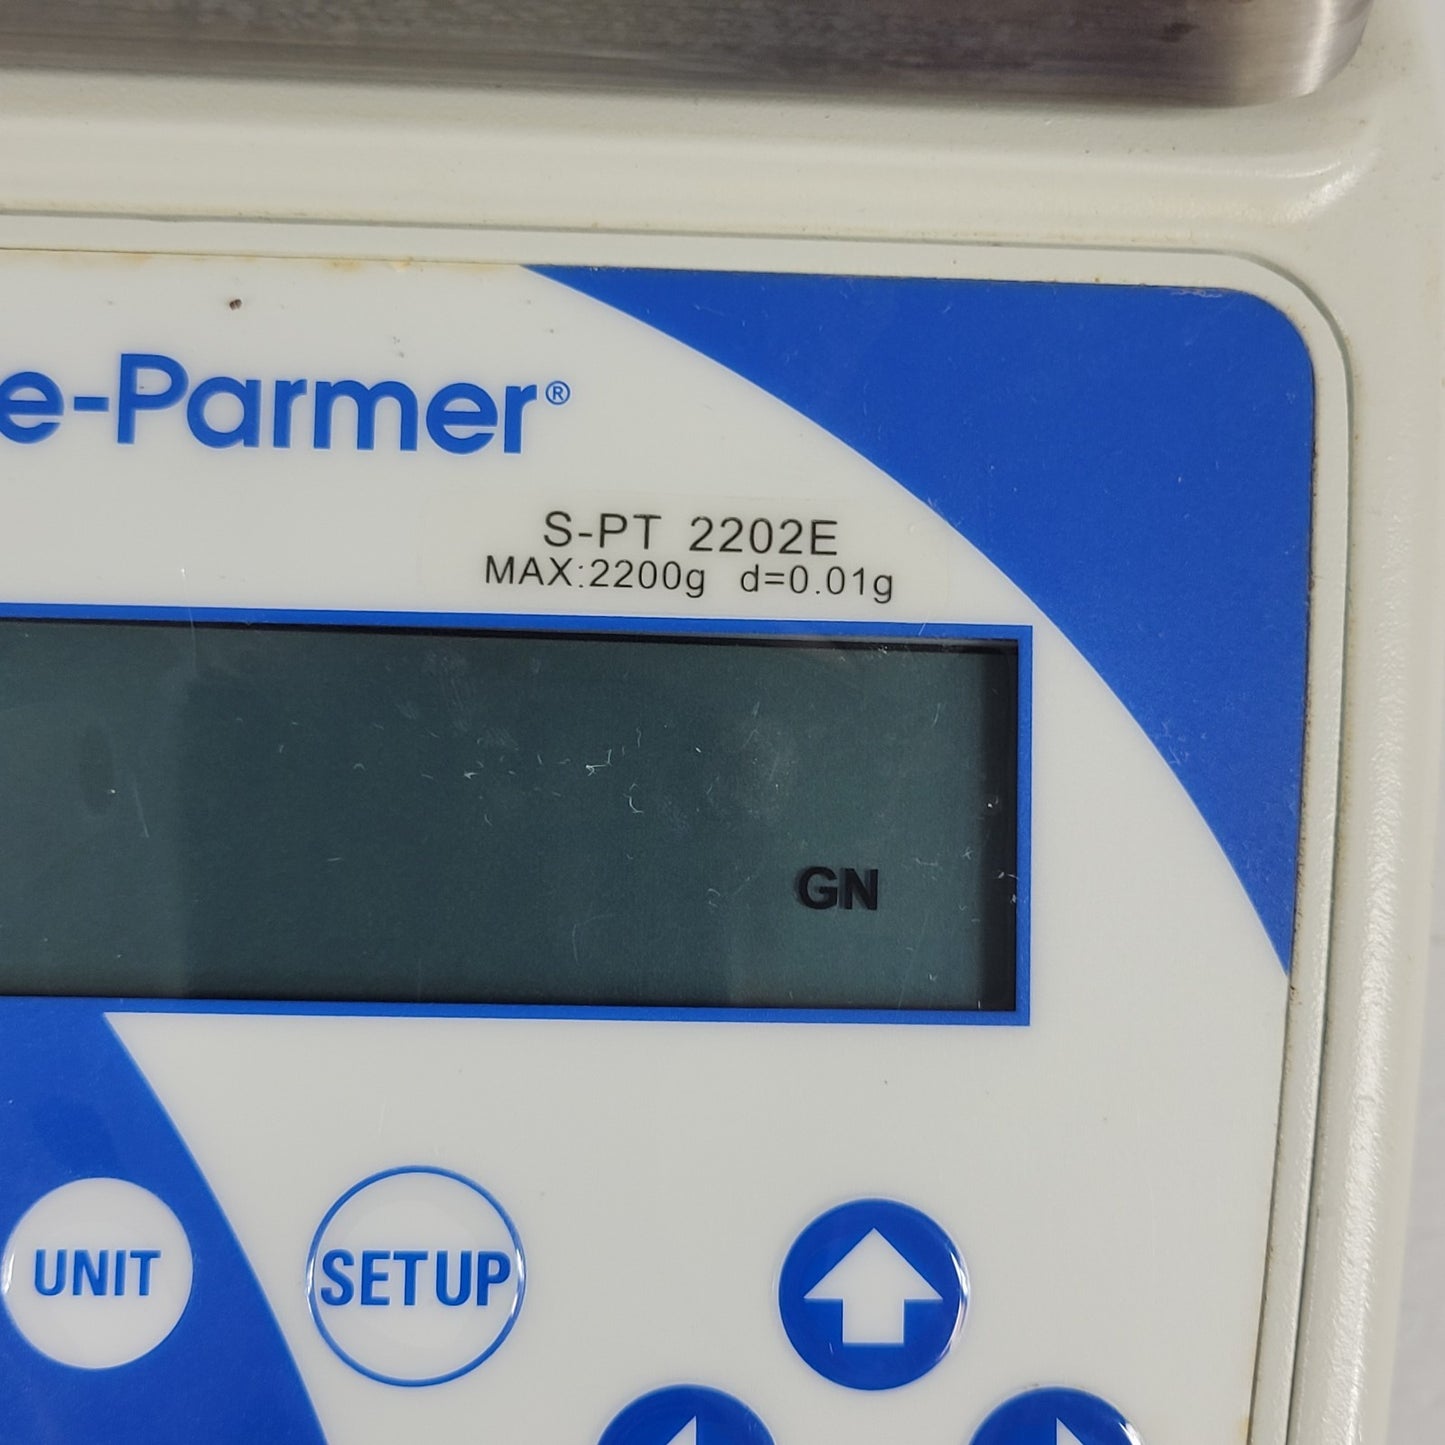 e-Parmer®
S-PT 2202E
MAX:2200g d=0.01g
GN
UNIT
SETUP